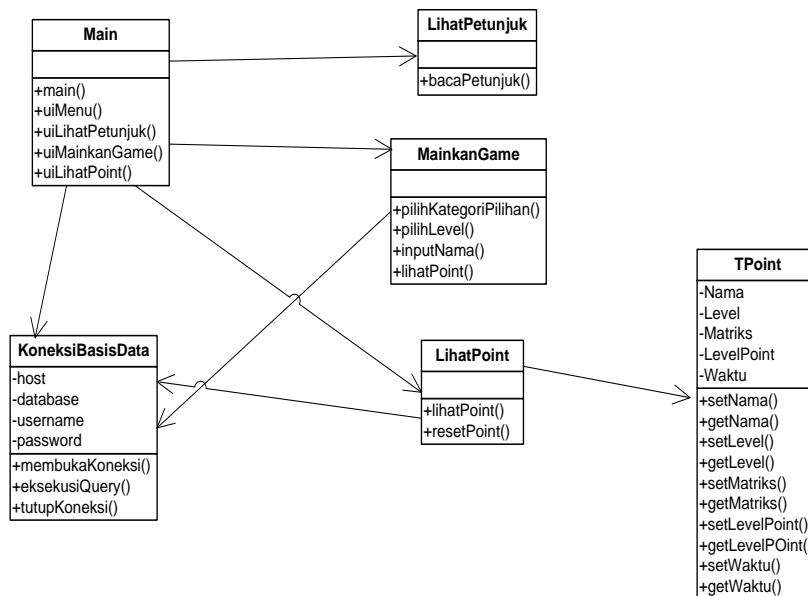 Main
+main()
+uiMenu()
+uiLihatPetunjuk()
+uiMainkanGame()
+uiLihatPoint()
LihatPetunjuk
+bacaPetunjuk()
MainkanGame
+pilihKategoriPilihan()
+pilihLevel()
+inputNama()
+lihatPoint()
KoneksiBasisData
-host
-database
-username
-password
+membukaKoneksi()
+eksekusiQuery()
+tutupKoneksi()
LihatPoint
+lihatPoint()
+resetPoint()
TPoint
-Nama
-Level
-Matriks
-LevelPoint
-Waktu
+setNama()
+getNama()
+setLevel()
+getLevel()
+setMatriks()
+getMatriks()
+setLevelPoint()
+getLevelPOint(
+setWaktu()
+getWaktu()